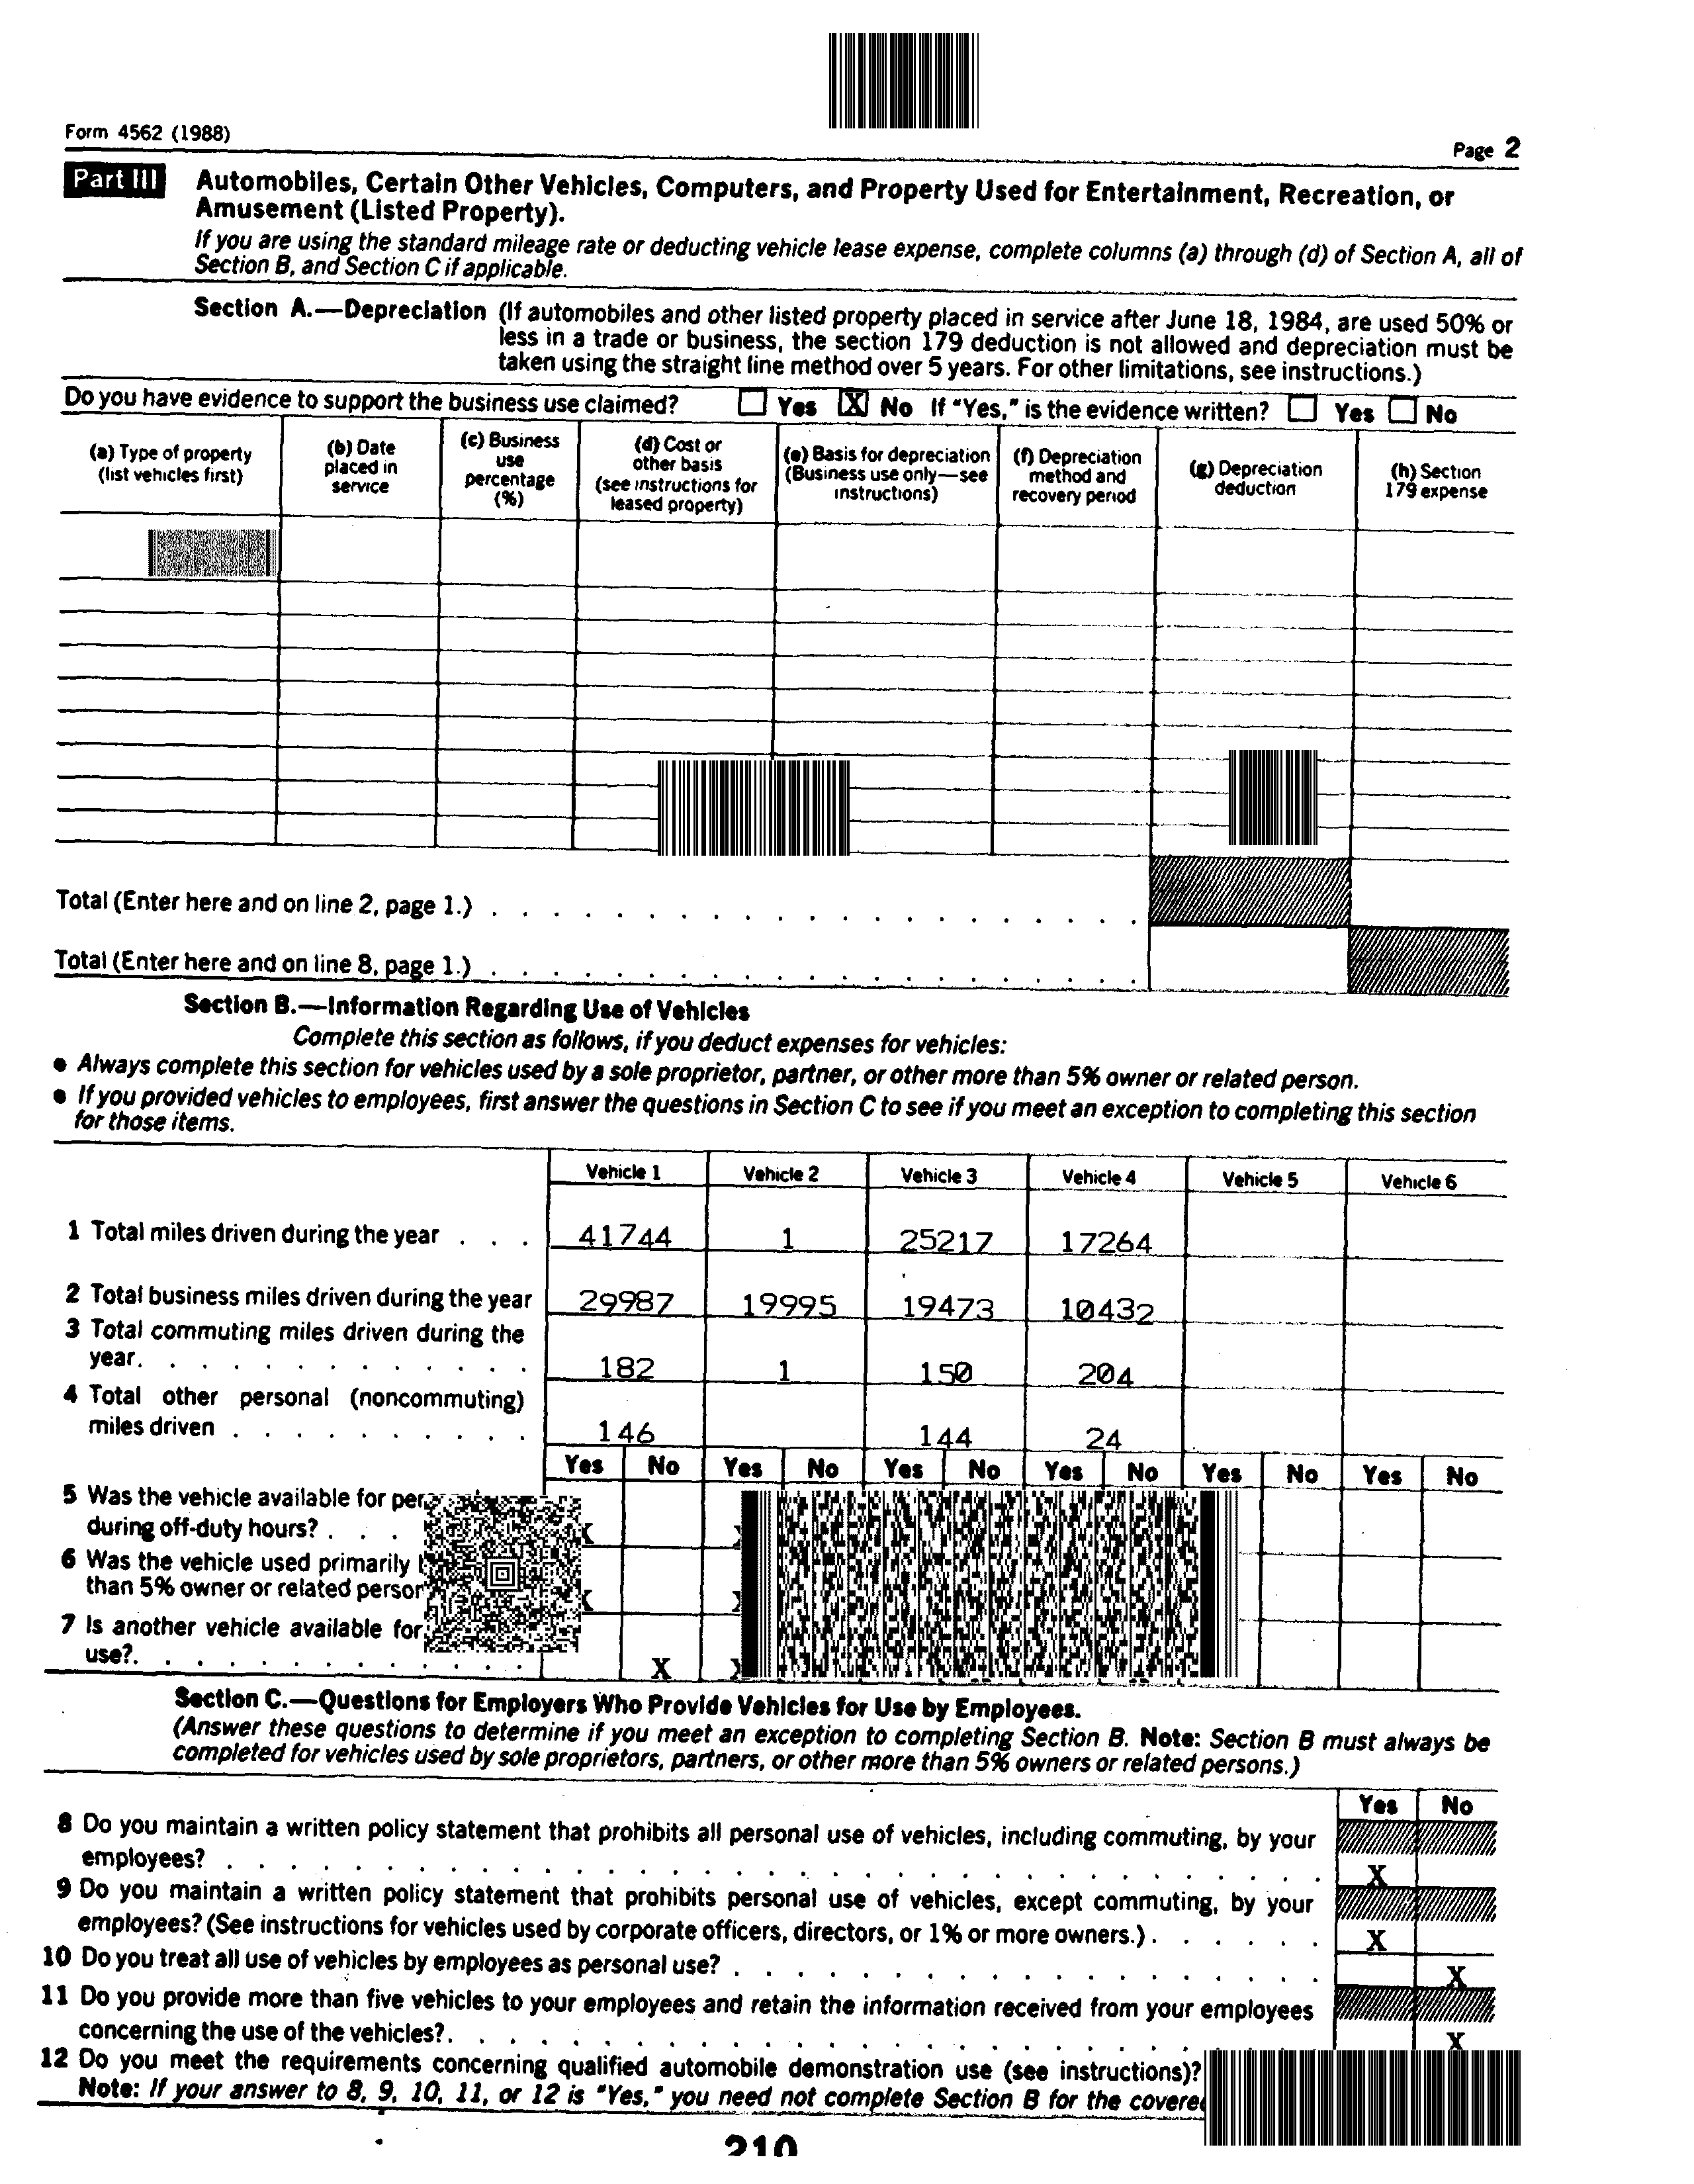 Form 4562 (1988)
Page 2
Part III Automobiles, Certain Other Vehicles, Computers, and Property Used for Entertainment, Recreation, or
Amusement (Listed Property).
If you are using the standard mileage rate or deducting vehicle lease expense, complete columns (a) through (d) of Section A, all of
Section B, and Section C if applicable.
Section A.—Depreciation (If automobiles and other listed property placed in service after June 18, 1984, are used 50% or
less in a trade or business, the section 179 deduction is not allowed and depreciation must be
taken using the straight line method over 5 years. For other limitations, see instructions.)
Do you have evidence to support the business use claimed? Yes X No If "Yes," is the evidence written? Yes No
(a) Type of property
(list vehicles first)
(b) Date
placed in
service
(c) Business
use
percentage
(%)
(d) Cost or
other basis
(see instructions for
leased property)
(e) Basis for depreciation
(Business use only—see
instructions)
(f) Depreciation
method and
recovery period
(g) Depreciation
deduction
(h) Section
179 expense
Total (Enter here and on line 2, page 1.) . . . . . . . . . . . . . . . . . . . . .
Total (Enter here and on line 8, page 1.) . . . . . . . . . . . . . . . . . . . . .
Section B.—Information Regarding Use of Vehicles
Complete this section as follows, if you deduct expenses for vehicles:
● Always complete this section for vehicles used by a sole proprietor, partner, or other more than 5% owner or related person.
● If you provided vehicles to employees, first answer the questions in Section C to see if you meet an exception to completing this section
for those items.
Vehicle 1 Vehicle 2 Vehicle 3 Vehicle 4 Vehicle 5 Vehicle 6
1 Total miles driven during the year . . . 41744 1 25217 17264
2 Total business miles driven during the year 29987 19995 19473 10432
3 Total commuting miles driven during the
year. . . . . . . . . . . . . 182 1 150 204
4 Total other personal (noncommuting)
miles driven . . . . . . . . . . 146 144 24
Yes No Yes No Yes No Yes No Yes No Yes No
5 Was the vehicle available for
during off-duty hours? . . .
6 Was the vehicle used primarily
than 5% owner or related
7 Is another vehicle available for
use?. . . . . . . . . . . . . X
Section C.—Questions for Employers Who Provide Vehicles for Use by Employees.
(Answer these questions to determine if you meet an exception to completing Section B. Note: Section B must always be
completed for vehicles used by sole proprietors, partners, or other more than 5% owners or related persons.)
Yes No
8 Do you maintain a written policy statement that prohibits all personal use of vehicles, including commuting, by your
employees? . . . . . . . . . . . . . . . . . . . . . . . . . . . . . . . . . . . X
9 Do you maintain a written policy statement that prohibits personal use of vehicles, except commuting, by your
employees? (See instructions for vehicles used by corporate officers, directors, or 1% or more owners.) . . . . . . X
10 Do you treat all use of vehicles by employees as personal use? . . . . . . . . . . . . . . . . . . . X
11 Do you provide more than five vehicles to your employees and retain the information received from your employees
concerning the use of the vehicles?. . . . . . . . . . . . . . . . . . . . . . . . . . . . X
12 Do you meet the requirements concerning qualified automobile demonstration use (see instructions)?
Note: If your answer to 8, 9, 10, 11, or 12 is "Yes," you need not complete Section B for the
210